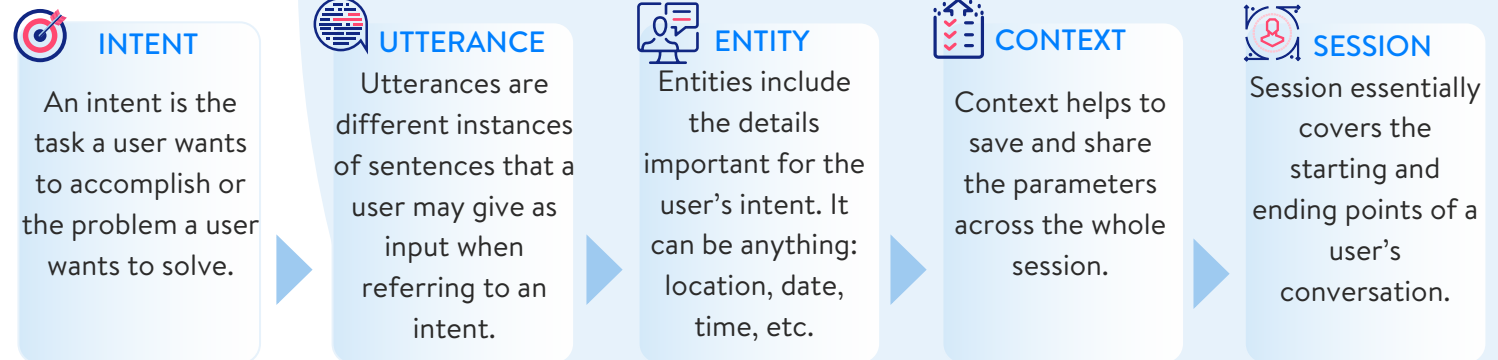 INTENT
An intent is the
task a user wants
to accomplish or
the problem a user
wants to solve.
UTTERANCE
Utterances are
different instances
of sentences that a
user may give as
input when
referring to an
intent.
ENTITY
Entities include
the details
important for the
user’s intent. It
can be anything:
location, date,
time, etc.
CONTEXT
Context helps to
save and share
the parameters
across the whole
session.
SESSION
Session essentially
covers the
starting and
ending points of a
user’s
conversation.